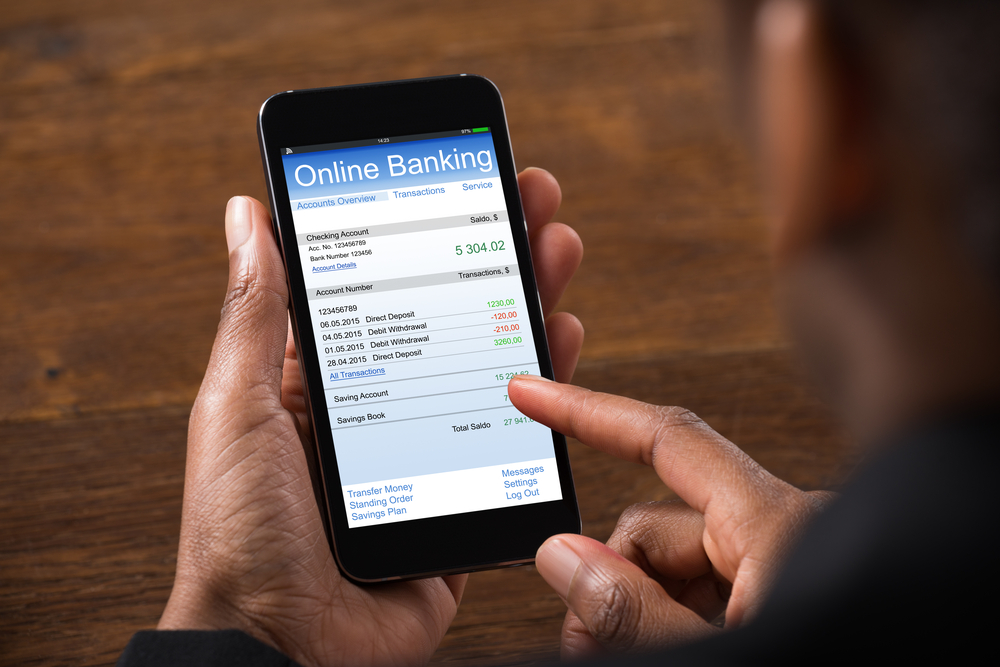 14:23 97%
Online Banking
Accounts Overview Transactions Service
Checking Account Saldo, $
Acc. No. 123456789
Bank Number 123456
5 304.02
Account Details
Account Number Transactions, $
123456789
06.05.2015 Direct Deposit 1230,00
04.05.2015 Debit Withdrawal -120,00
01.05.2015 Debit Withdrawal -210,00
28.04.2015 Direct Deposit 3260,00
All Transactions
Saving Account 15
Savings Book
Total Saldo 27 941
Transfer Money Messages
Standing Order Settings
Savings Plan Log Out